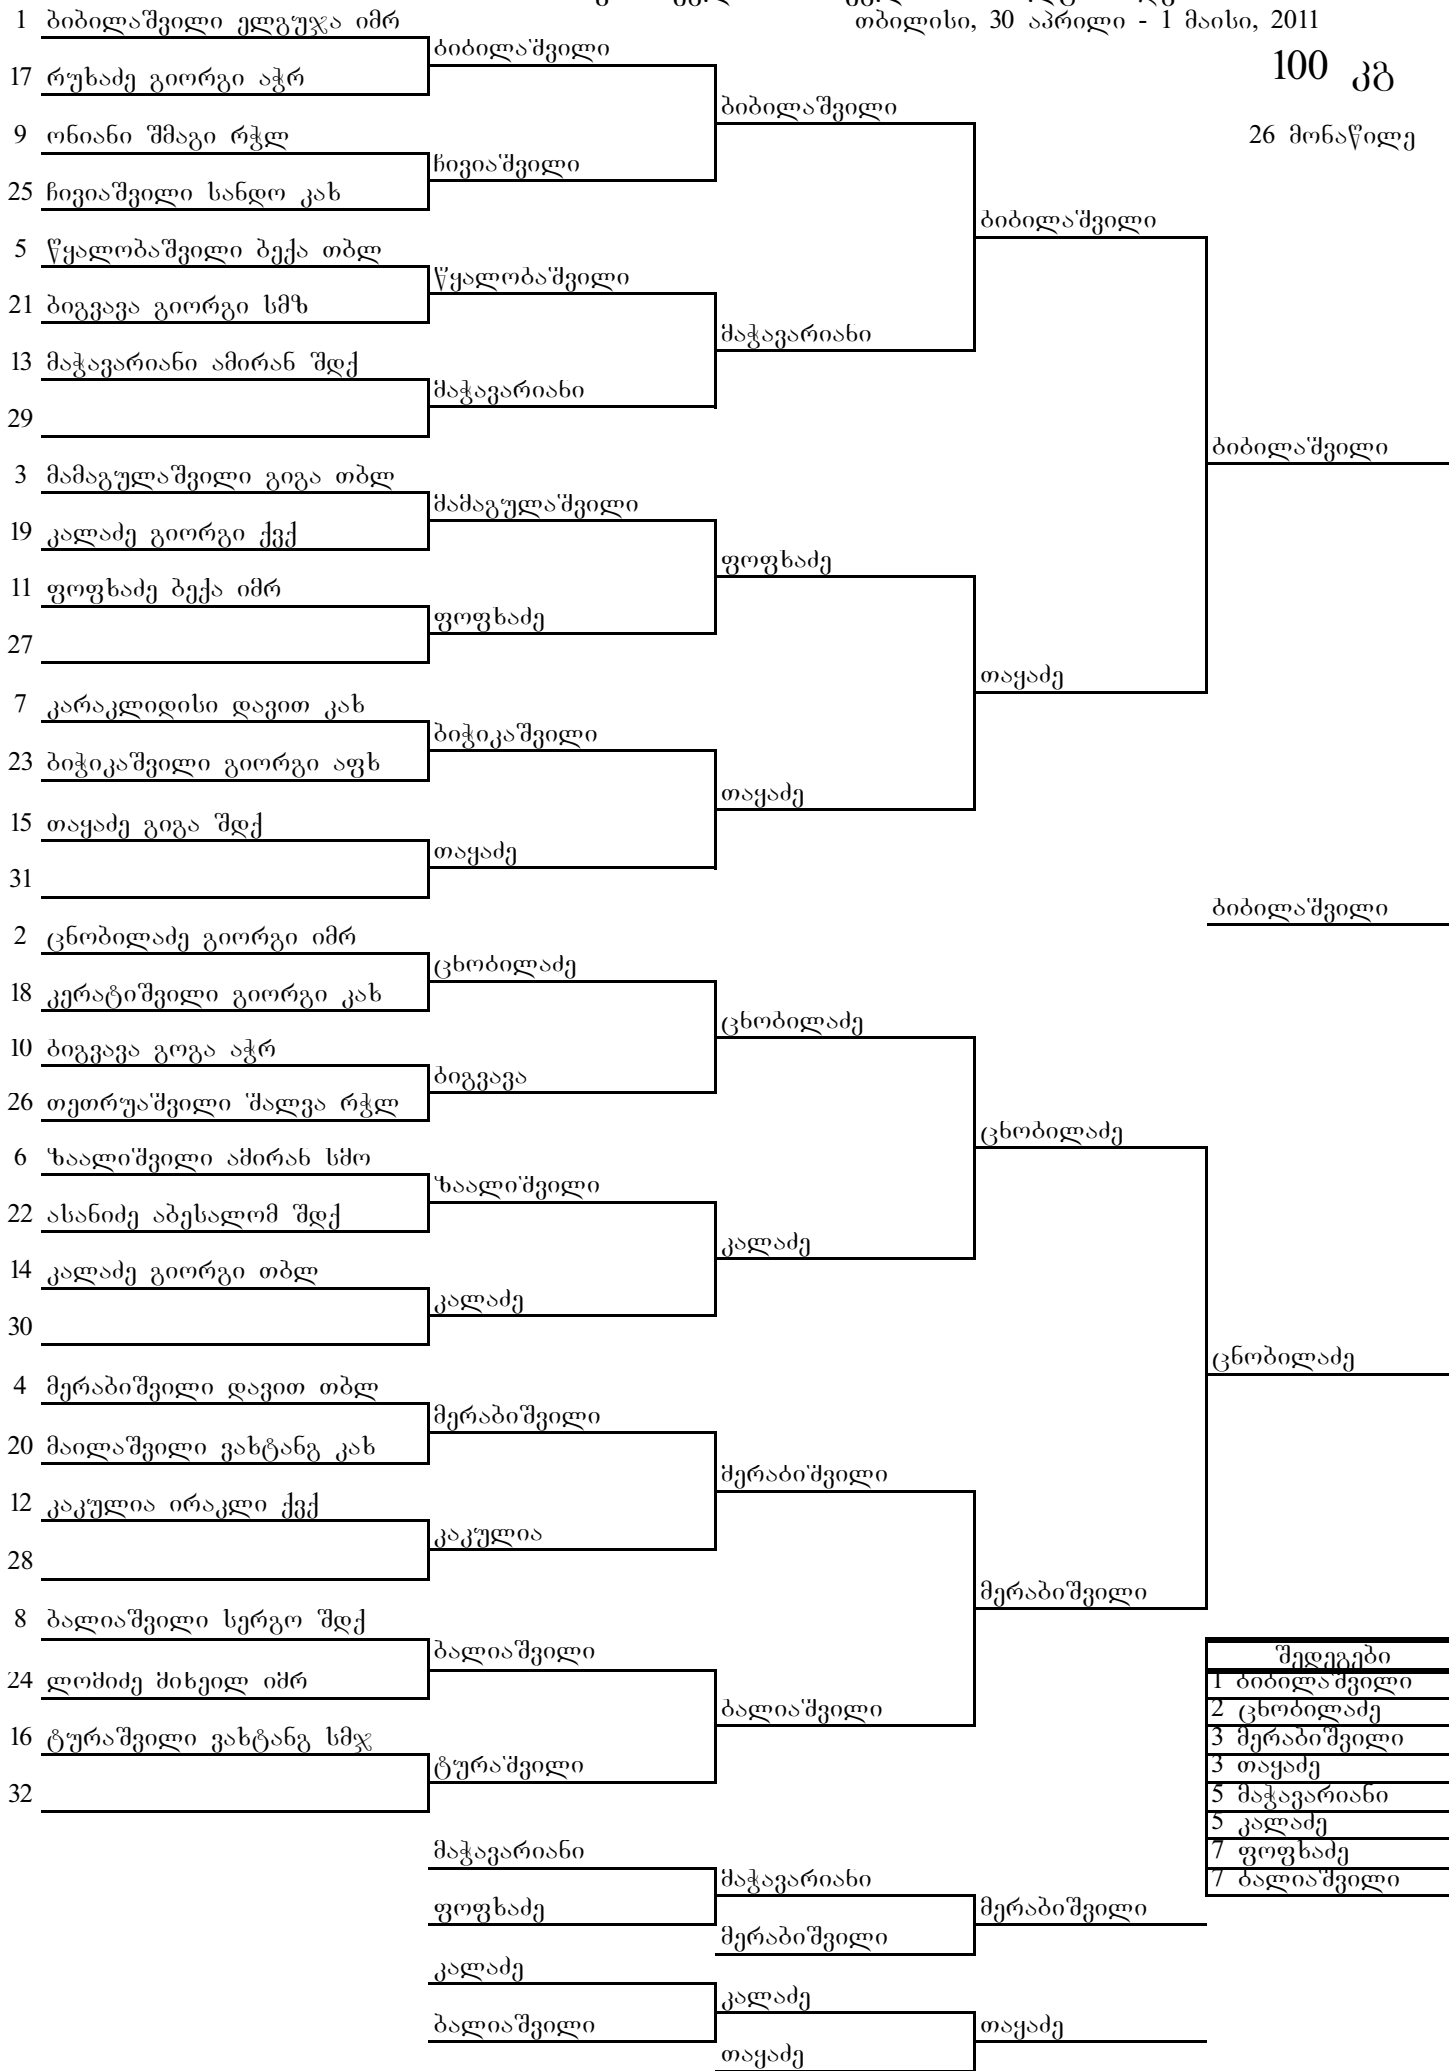 თბილისი, 30 აპრილი - 1 მაისი, 2011
100 კგ
26 მონაწილე
1 ბიბილაშვილი ელგუჯა იმრ
17 რუხაძე გიორგი აჭრ
9 ონიანი შმაგი რჭლ
25 ჩივიაშვილი სანდო კახ
5 წყალობაშვილი ბექა თბლ
21 ბიგვავა გიორგი სმზ
13 მაჭავარიანი ამირან შდქ
29
3 მამაგულაშვილი გიგა თბლ
19 კალაძე გიორგი ქვქ
11 ფოფხაძე ბექა იმრ
27
7 კარაკლიდისი დავით კახ
23 ბიჭიკაშვილი გიორგი აფხ
15 თაყაძე გიგა შდქ
31
2 ცნობილაძე გიორგი იმრ
18 კერატიშვილი გიორგი კახ
10 ბიგვავა გოგა აჭრ
26 თეთრუაშვილი შალვა რჭლ
6 ზაალიშვილი ამირან სმო
22 ასანიძე აბესალომ შდქ
14 კალაძე გიორგი თბლ
30
4 მერაბიშვილი დავით თბლ
20 მაილაშვილი ვახტანგ კახ
12 კაკულია ირაკლი ქვქ
28
8 ბალიაშვილი სერგო შდქ
24 ლომიძე მიხეილ იმრ
16 ტურაშვილი ვახტანგ სმჯ
32
ბიბილაშვილი
ჩივიაშვილი
წყალობაშვილი
მაჭავარიანი
მამაგულაშვილი
ფოფხაძე
ბიჭიკაშვილი
თაყაძე
ცნობილაძე
ბიგვავა
ზაალიშვილი
კალაძე
მერაბიშვილი
კაკულია
ბალიაშვილი
ტურაშვილი
ბიბილაშვილი
მაჭავარიანი
ფოფხაძე
თაყაძე
ცნობილაძე
კალაძე
მერაბიშვილი
ბალიაშვილი
ბიბილაშვილი
თაყაძე
ცნობილაძე
მერაბიშვილი
ბიბილაშვილი
ბიბილაშვილი
ცნობილაძე
შედეგები
1 ბიბილაშვილი
2 ცნობილაძე
3 მერაბიშვილი
3 თაყაძე
5 მაჭავარიანი
5 კალაძე
7 ფოფხაძე
7 ბალიაშვილი
მაჭავარიანი
ფოფხაძე
მაჭავარიანი
მერაბიშვილი
მერაბიშვილი
კალაძე
ბალიაშვილი
კალაძე
თაყაძე
თაყაძე